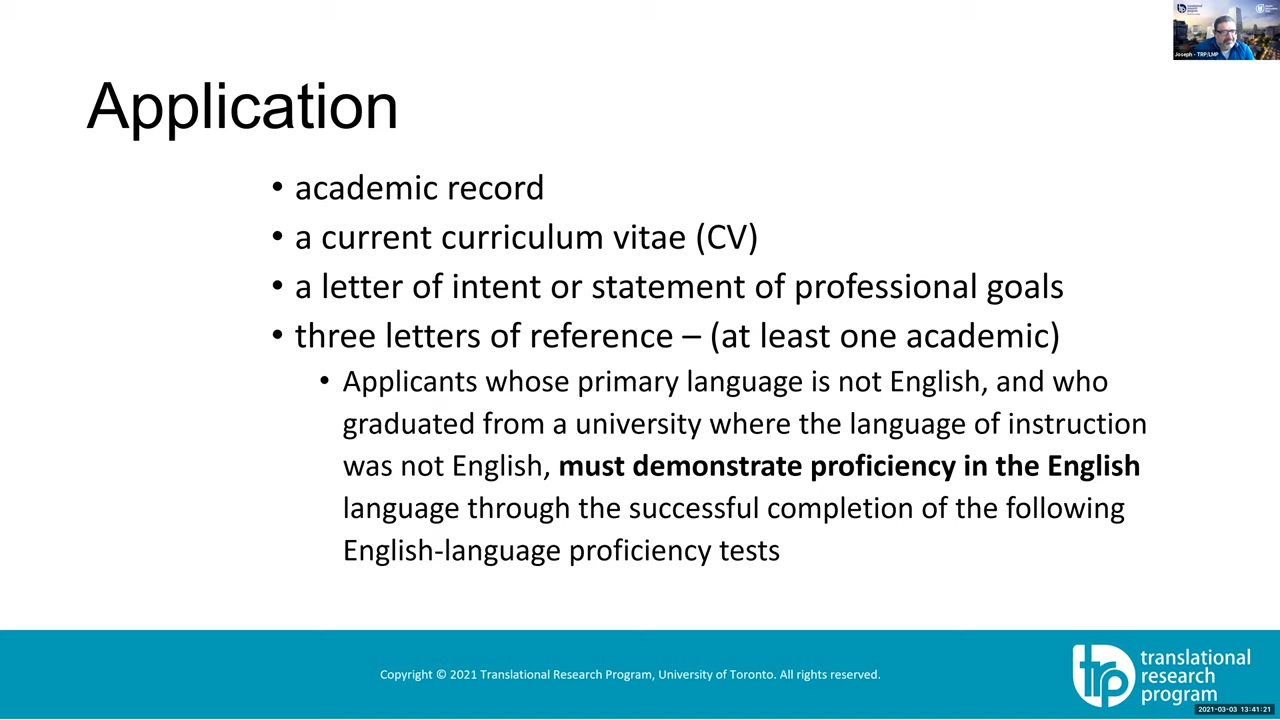 Joseph - TRP/LMP
Application
• academic record
• a current curriculum vitae (CV)
• a letter of intent or statement of professional goals
• three letters of reference – (at least one academic)
• Applicants whose primary language is not English, and who
graduated from a university where the language of instruction
was not English, must demonstrate proficiency in the English
language through the successful completion of the following
English-language proficiency tests
Copyright © 2021 Translational Research Program, University of Toronto. All rights reserved.
trp translational
research
program
2021-03-03 13:41:21